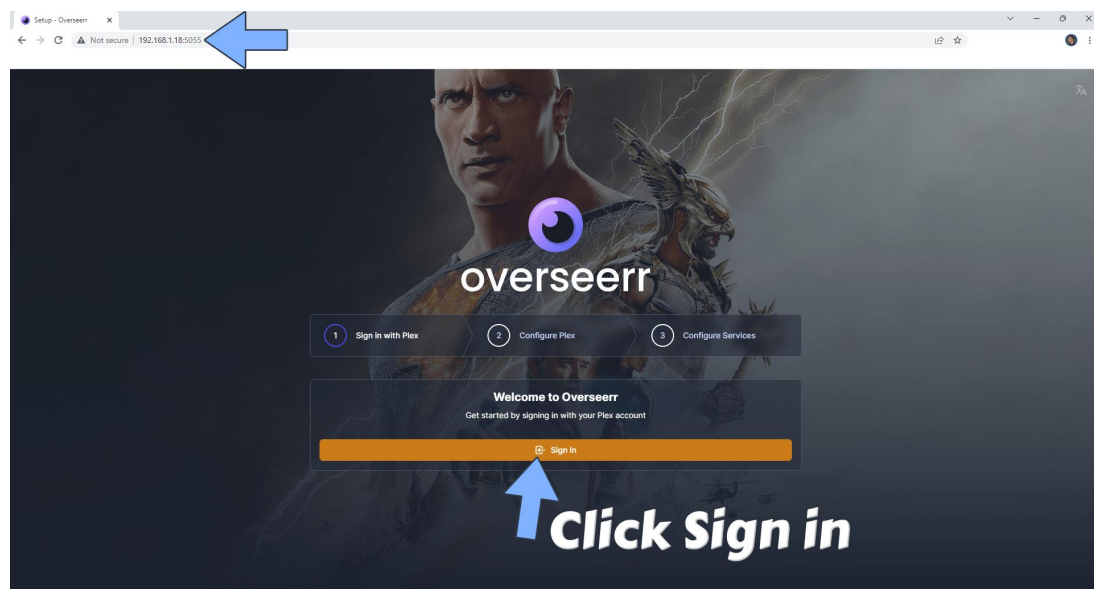 Setup - Overseerr
Not secure | 192.168.1.18:5055
overseerr
1 Sign in with Plex 2 Configure Plex 3 Configure Services
Welcome to Overseerr
Get started by signing in with your Plex account
Sign In
Click Sign in